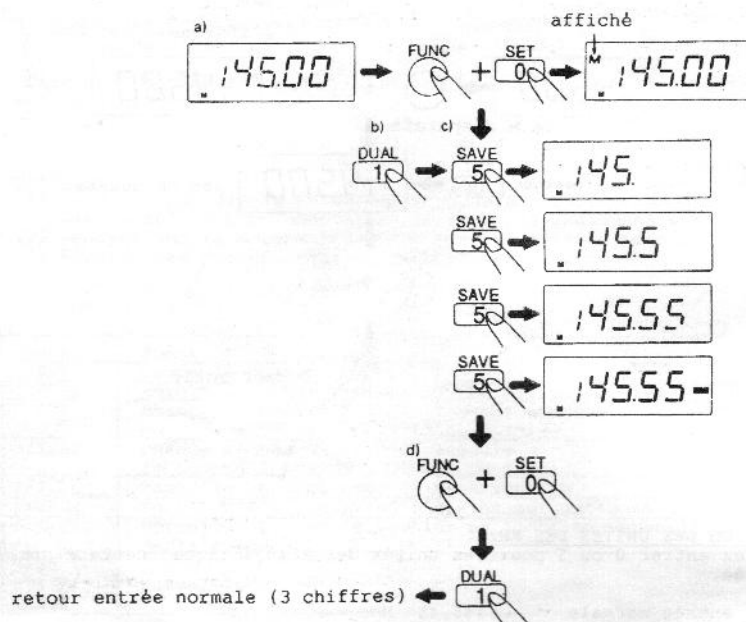 affiché
a)
145.00
FUNC
+
SET
0
M
145.00
M
M
b)
c)
DUAL
1
SAVE
5
145.
M
SAVE
5
145.5
M
SAVE
5
145.55
M
SAVE
5
145.55-
M
d)
FUNC
+
SET
0
DUAL
1
retour entrée normale (3 chiffres)